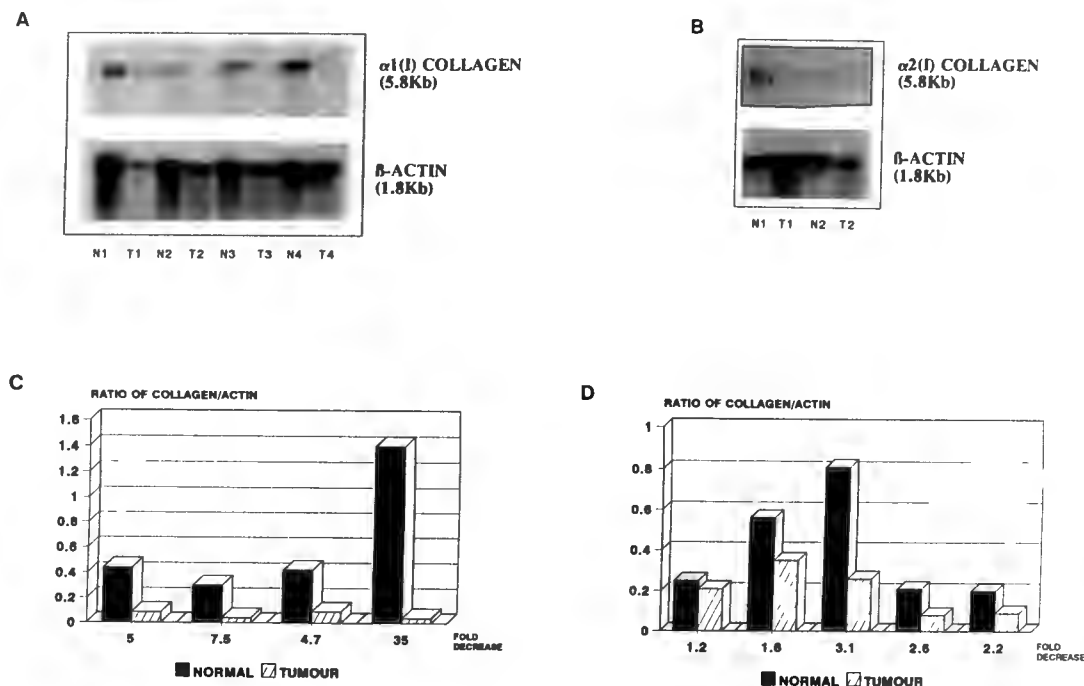 A
α1(I) COLLAGEN
(5.8Kb)
ß-ACTIN
(1.8Kb)
N1 T1 N2 T2 N3 T3 N4 T4
B
α2(I) COLLAGEN
(5.8Kb)
ß-ACTIN
(1.8Kb)
N1 T1 N2 T2
C
RATIO OF COLLAGEN/ACTIN
1.6
1.4
1.2
1
0.8
0.6
0.4
0.2
0
5 7.5 4.7 35 FOLD
DECREASE
NORMAL TUMOUR
D
RATIO OF COLLAGEN/ACTIN
1
0.8
0.6
0.4
0.2
0
1.2 1.6 3.1 2.6 2.2 FOLD
DECREASE
NORMAL TUMOUR